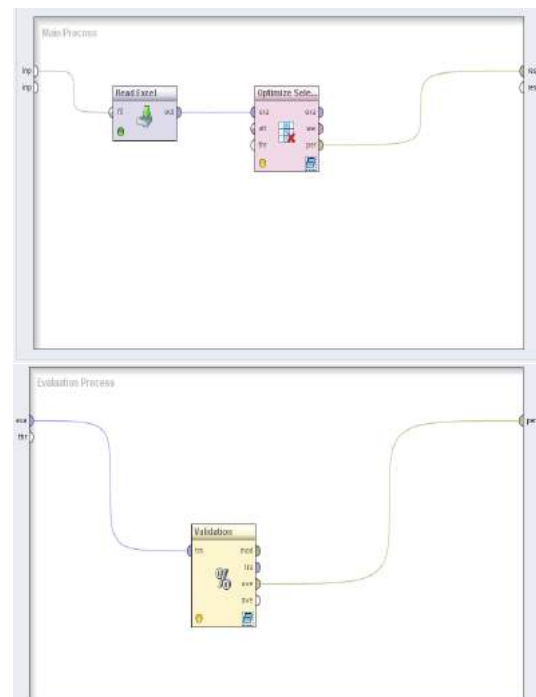 Main Process
inp
inp
res
res
Read Excel
fil
out
Optimize Sele...
exa
exa
att
wei
thr
per
Evaluation Process
exa
thr
per
Validation
tra
mod
tra
ave
ave